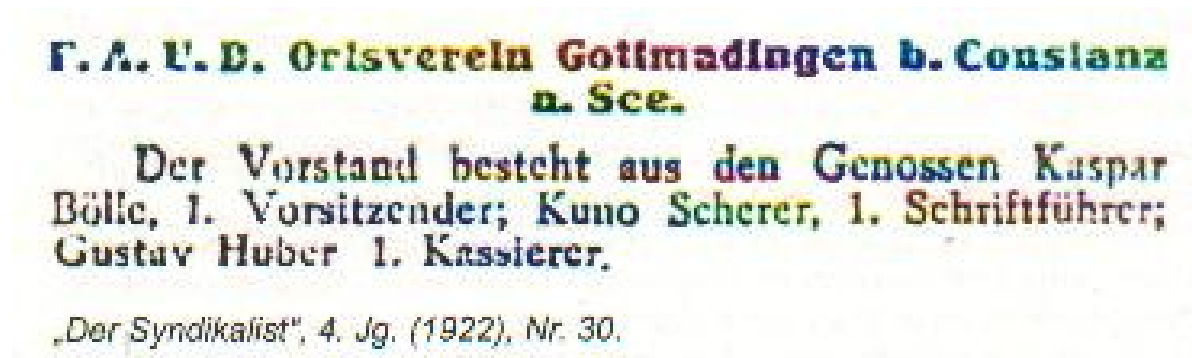 F. A. U. D. Ortsverein Gottmadingen b. Constanz
a. See.
Der Vorstand besteht aus den Genossen Kaspar
Bölle, 1. Vorsitzender; Kuno Scherer, 1. Schriftführer;
Gustav Huber 1. Kassierer.
„Der Syndikalist", 4. Jg. (1922), Nr. 30.